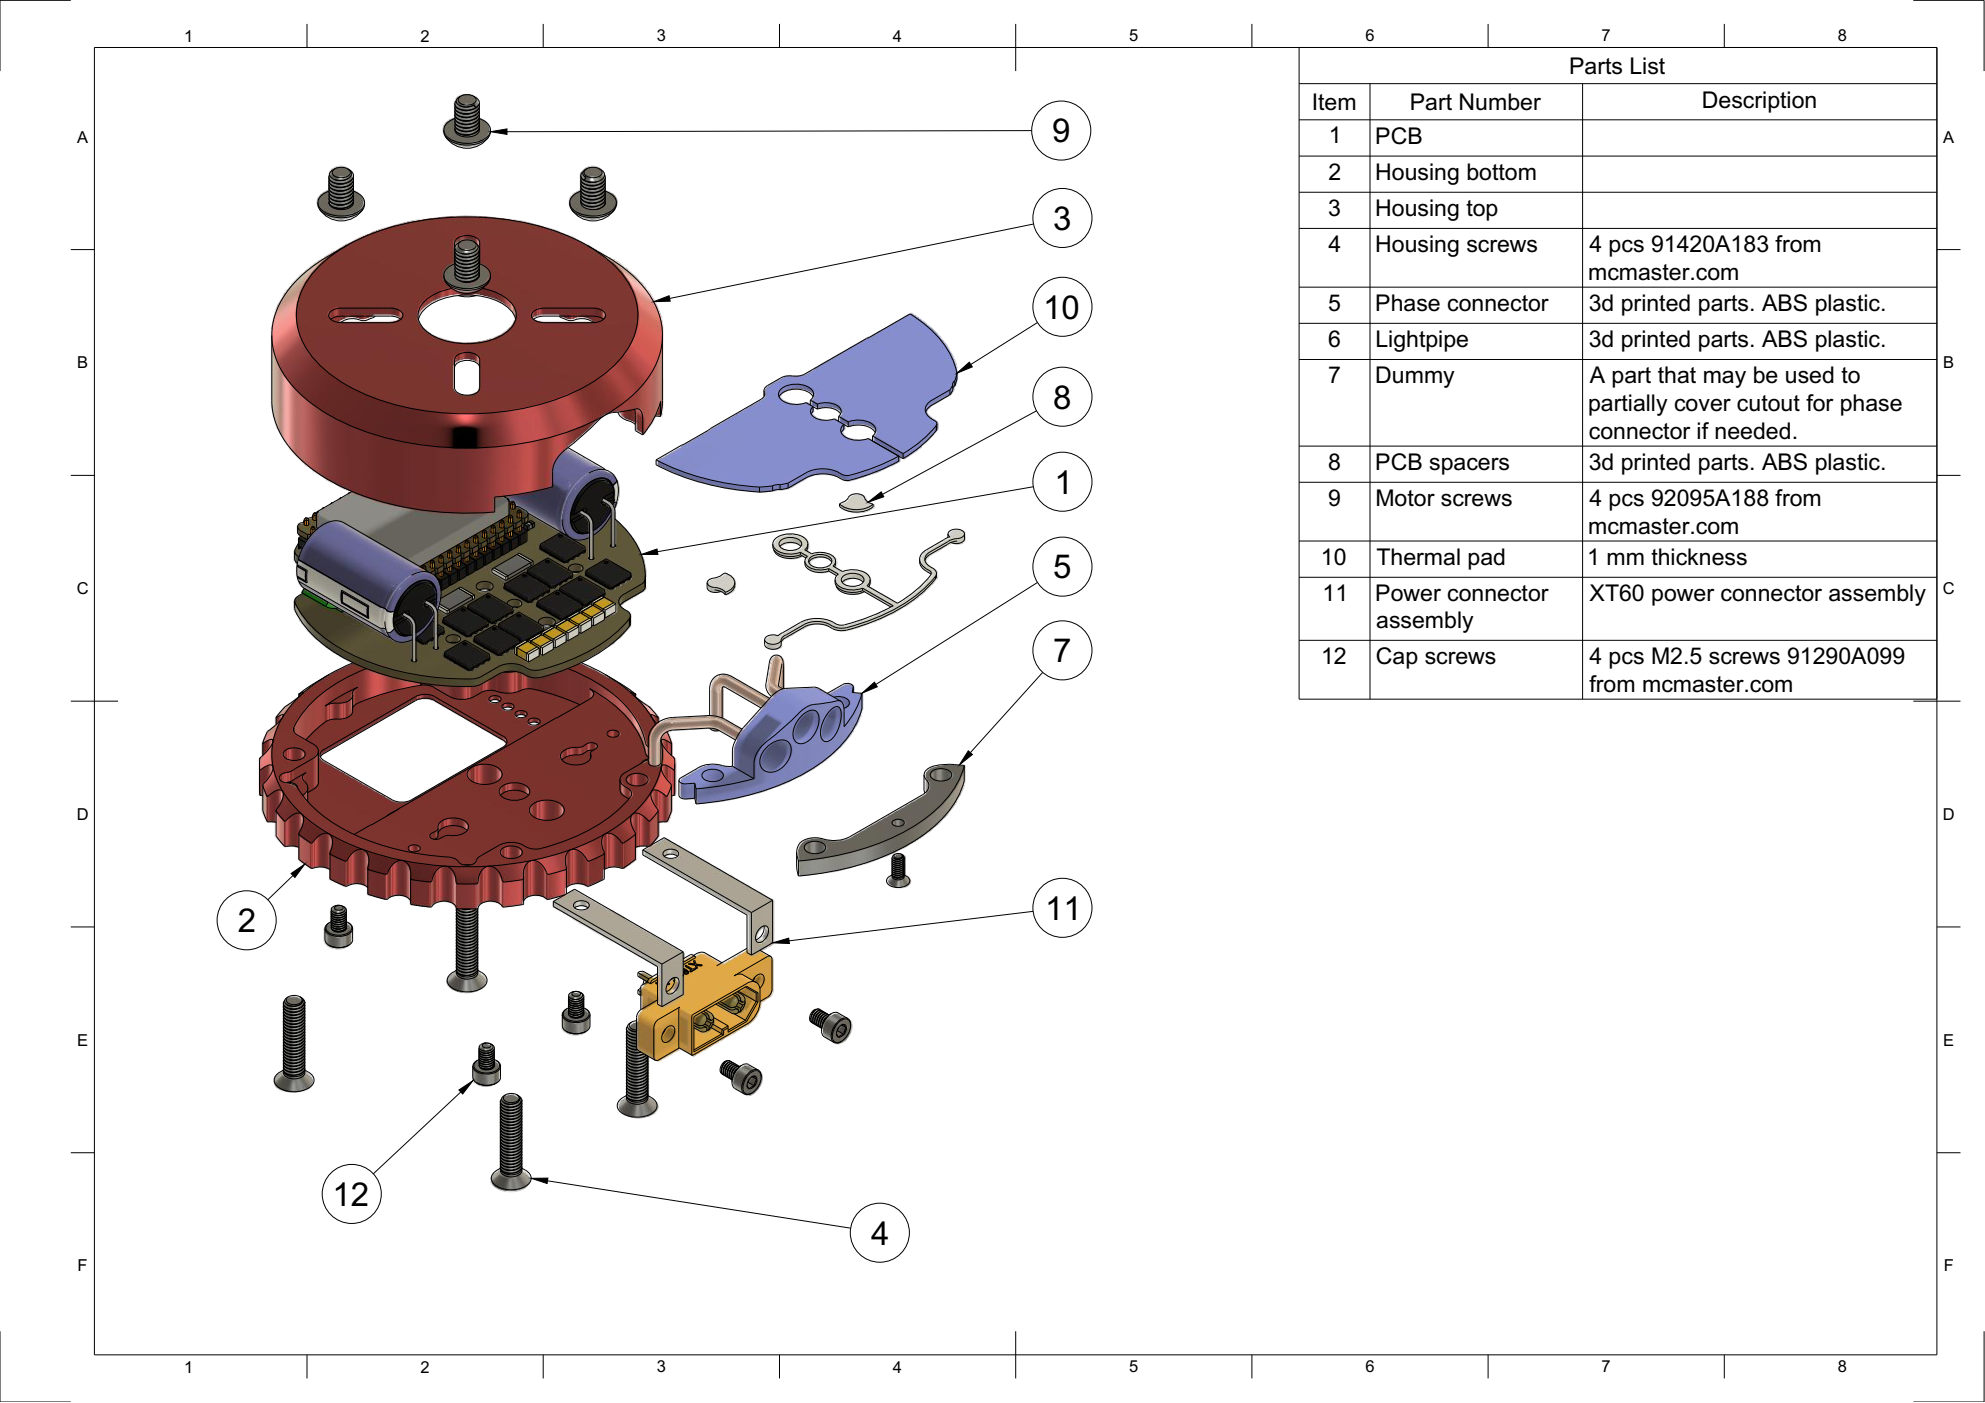 1 2 3 4 5 6 7 8
A
B
C
D
E
F
9
3
10
8
1
5
7
11
2
12
4
Parts List
Item Part Number Description
1 PCB
2 Housing bottom
3 Housing top
4 Housing screws 4 pcs 91420A183 from
mcmaster.com
5 Phase connector 3d printed parts. ABS plastic.
6 Lightpipe 3d printed parts. ABS plastic.
7 Dummy A part that may be used to
partially cover cutout for phase
connector if needed.
8 PCB spacers 3d printed parts. ABS plastic.
9 Motor screws 4 pcs 92095A188 from
mcmaster.com
10 Thermal pad 1 mm thickness
11 Power connector XT60 power connector assembly
assembly
12 Cap screws 4 pcs M2.5 screws 91290A099
from mcmaster.com
A
B
C
D
E
F
1 2 3 4 5 6 7 8